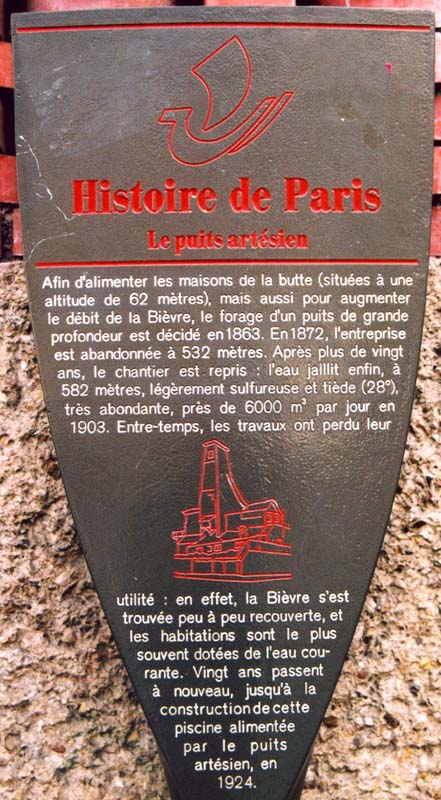 Histoire de Paris
Le puits artésien
Afin d'alimenter les maisons de la butte (situées à une
altitude de 62 mètres), mais aussi pour augmenter
le débit de la Bièvre, le forage d'un puits de grande
profondeur est décidé en 1863. En 1872, l'entreprise
est abandonnée à 532 mètres. Après plus de vingt
ans, le chantier est repris : l'eau jaillit enfin, à
582 mètres, légèrement sulfureuse et tiède (28°),
très abondante, près de 6000 m³ par jour en
1903. Entre-temps, les travaux ont perdu leur
utilité : en effet, la Bièvre s'est
trouvée peu à peu recouverte, et
les habitations sont le plus
souvent dotées de l'eau cou-
rante. Vingt ans passent
à nouveau, jusqu'à la
construction de cette
piscine alimentée
par le puits
artésien, en
1924.